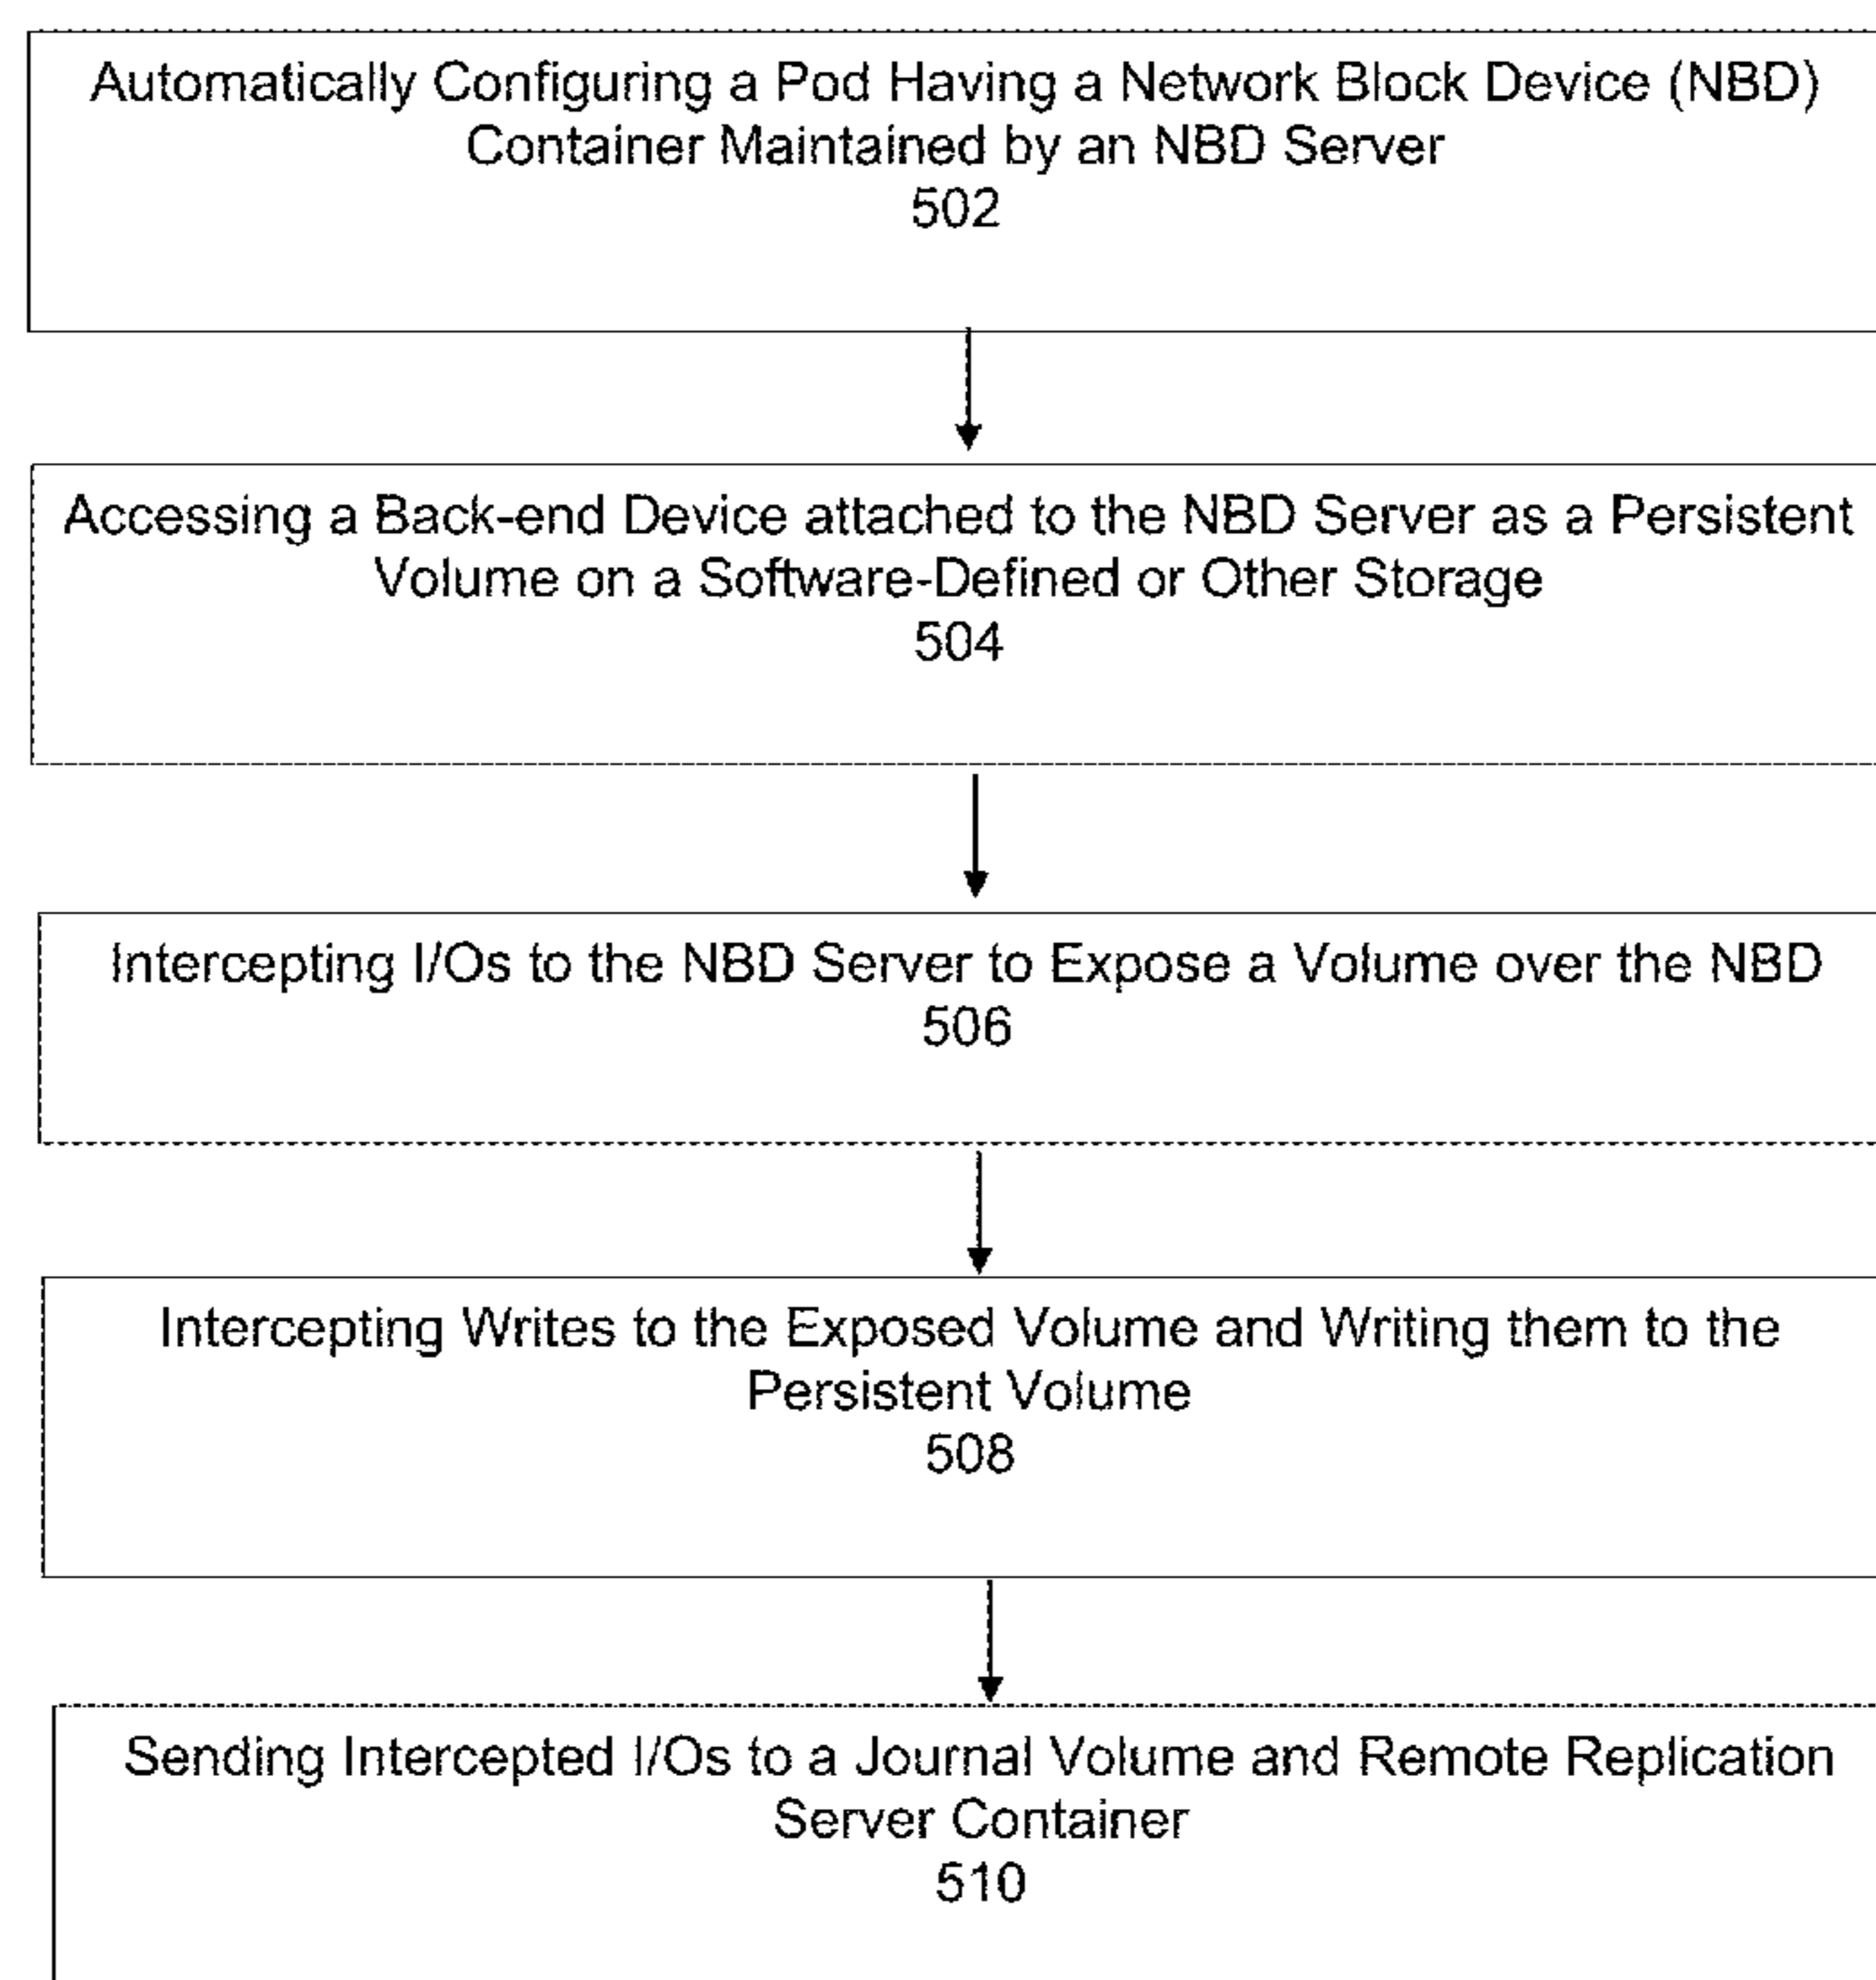 Automatically Configuring a Pod Having a Network Block Device (NBD)
Container Maintained by an NBD Server
502
Accessing a Back-end Device attached to the NBD Server as a Persistent
Volume on a Software-Defined or Other Storage
504
Intercepting I/Os to the NBD Server to Expose a Volume over the NBD
506
Intercepting Writes to the Exposed Volume and Writing them to the
Persistent Volume
508
Sending Intercepted I/Os to a Journal Volume and Remote Replication
Server Container
510